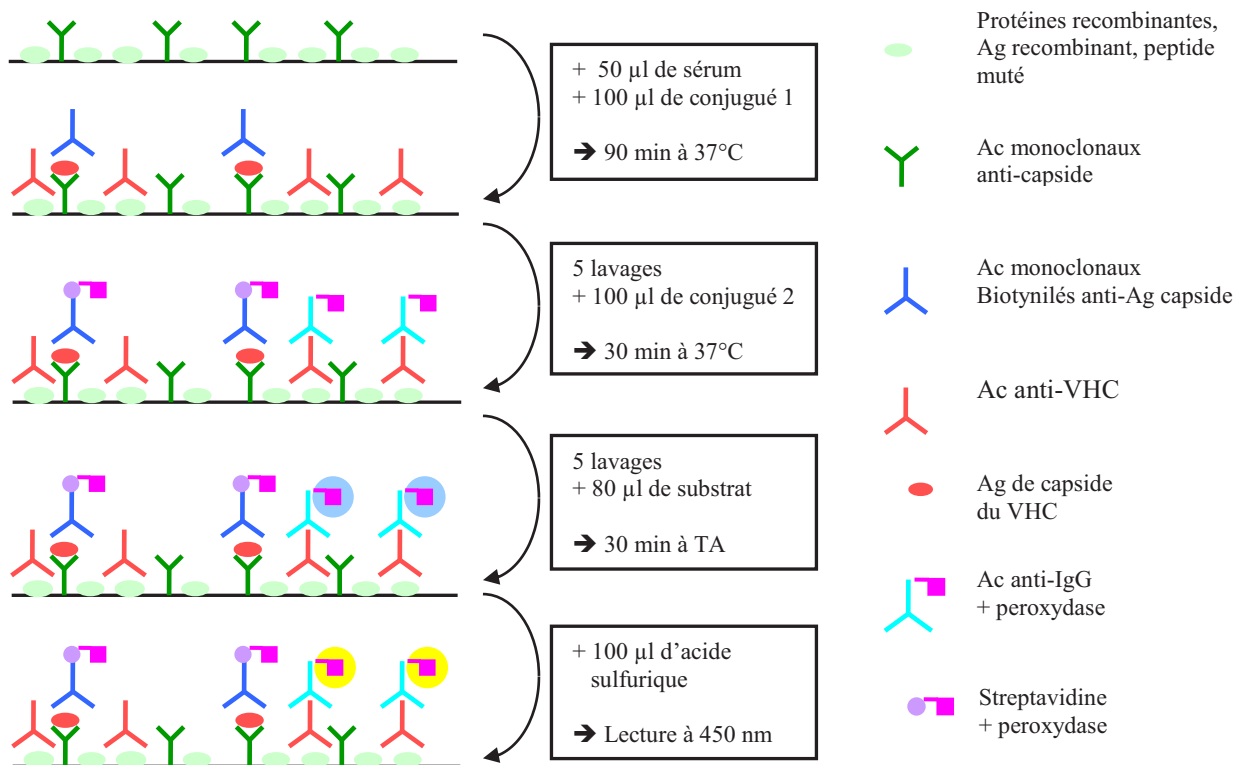 + 50 µl de sérum
+ 100 µl de conjugué 1
➔ 90 min à 37°C
5 lavages
+ 100 µl de conjugué 2
➔ 30 min à 37°C
5 lavages
+ 80 µl de substrat
➔ 30 min à TA
+ 100 µl d'acide
sulfurique
➔ Lecture à 450 nm
Protéines recombinantes,
Ag recombinant, peptide
muté
Ac monoclonaux
anti-capside
Ac monoclonaux
Biotynilés anti-Ag capside
Ac anti-VHC
Ag de capside
du VHC
Ac anti-IgG
+ peroxydase
Streptavidine
+ peroxydase